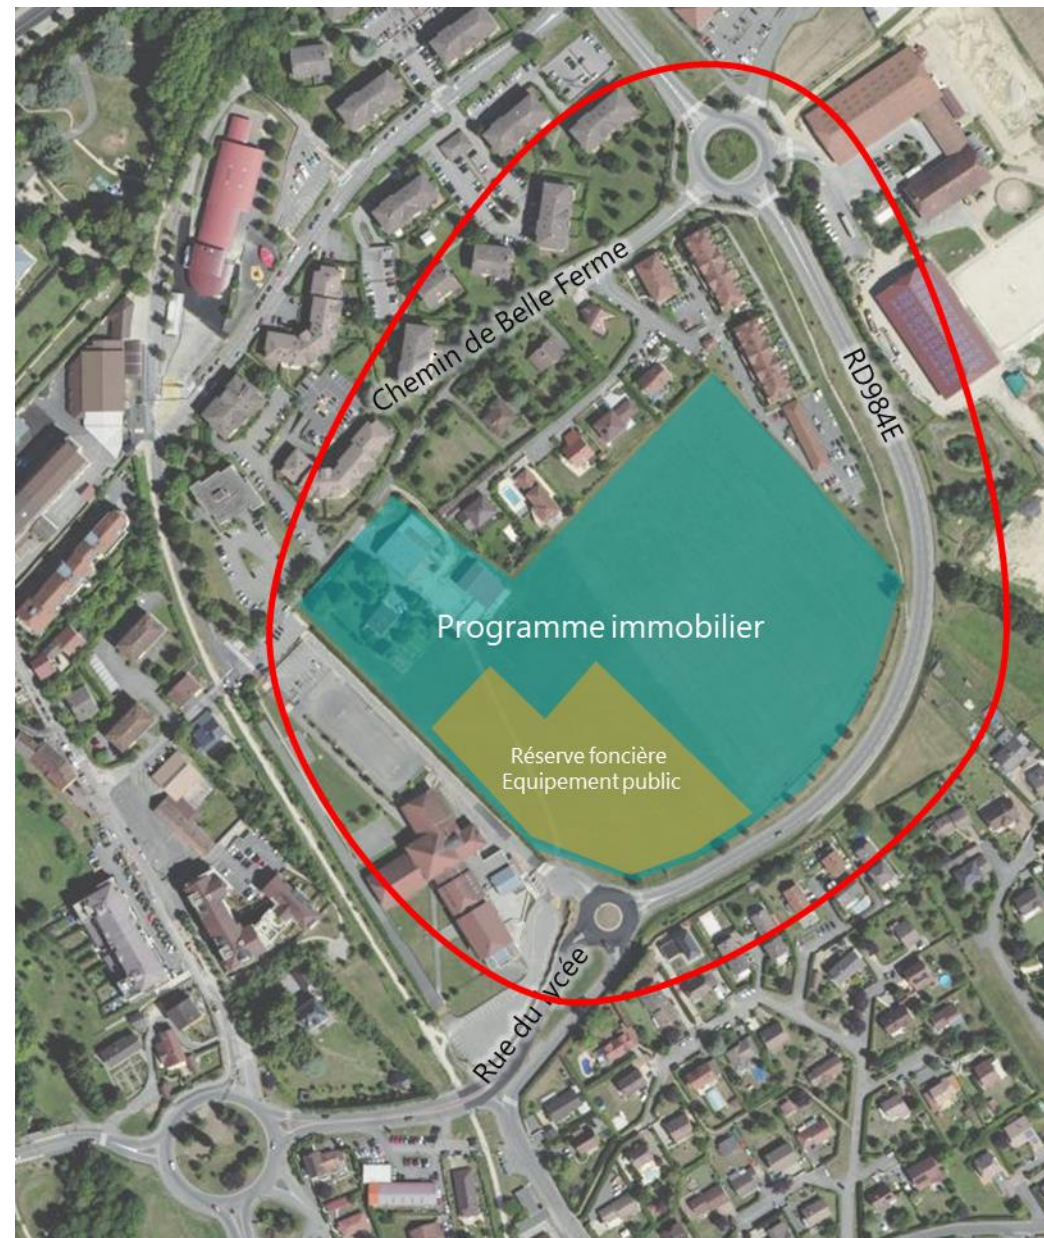 Chemin de Belle Ferme
RD984E
Programme immobilier
Réserve foncière
Equipement public
Rue du lycée